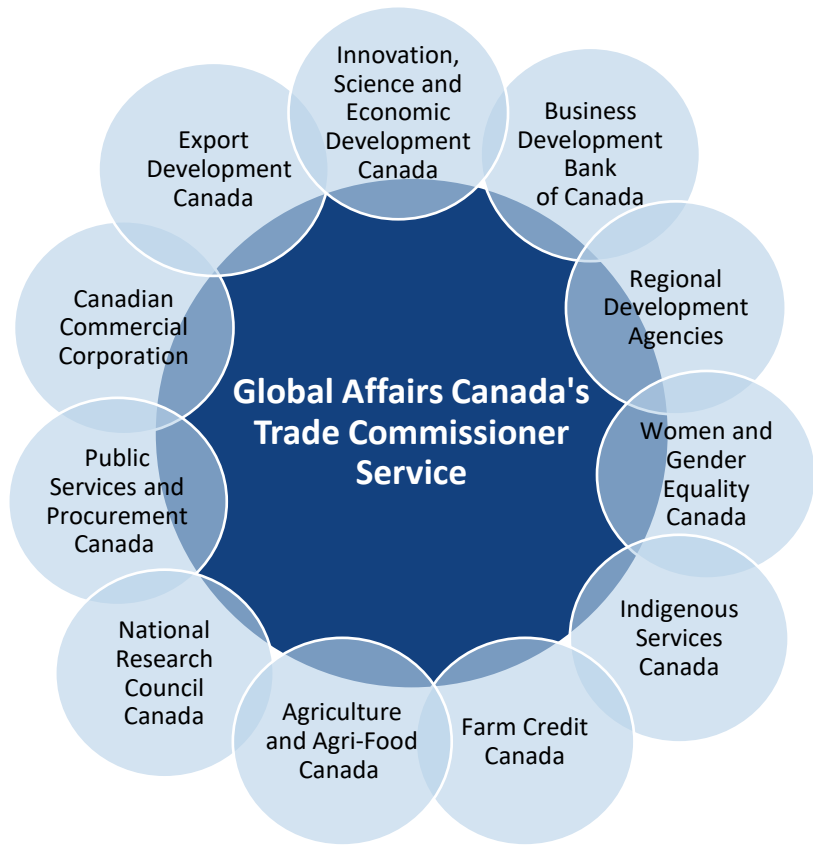 Innovation,
Science and
Economic
Development
Canada
Business
Development
Bank
of Canada
Regional
Development
Agencies
Women and
Gender
Equality
Canada
Indigenous
Services
Canada
Farm Credit
Canada
Agriculture
and Agri-Food
Canada
National
Research
Council
Canada
Public
Services and
Procurement
Canada
Canadian
Commercial
Corporation
Export
Development
Canada
Global Affairs Canada's
Trade Commissioner
Service